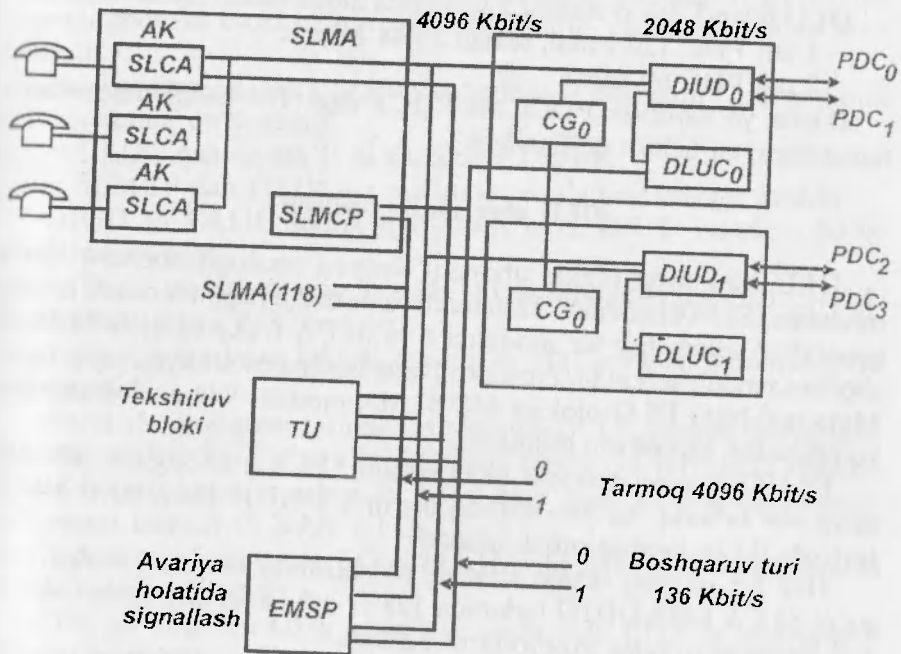 4096 Kbit/s
2048 Kbit/s
AK
SLMA
SLCA
AK
SLCA
AK
SLCA
SLMCP
SLMA(118)
CG₀
DIUD₀
DLUC₀
PDC₀
PDC₁
DIUD₁
CG₀
DLUC₁
PDC₂
PDC₃
Tekshiruv
bloki
TU
0
1
Tarmoq 4096 Kbit/s
Avariya
holatida
signallash
EMSP
0
1
Boshqaruv turi
136 Kbit/s